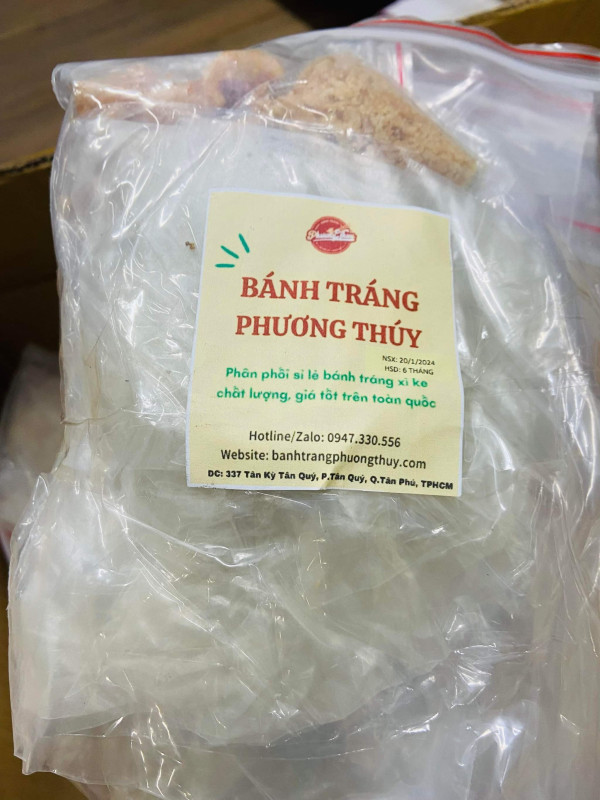 BÁNH TRÁNG
PHƯƠNG THÚY
NSX: 20/1/2024
HSD: 6 THÁNG
Phân phối sỉ lẻ bánh tráng xì ke
chất lượng, giá tốt trên toàn quốc
Hotline/Zalo: 0947.330.556
Website: banhtrangphuongthuy.com
ĐC: 337 Tân Kỳ Tân Quý, P.Tân Quý, Q.Tân Phú, TPHCM